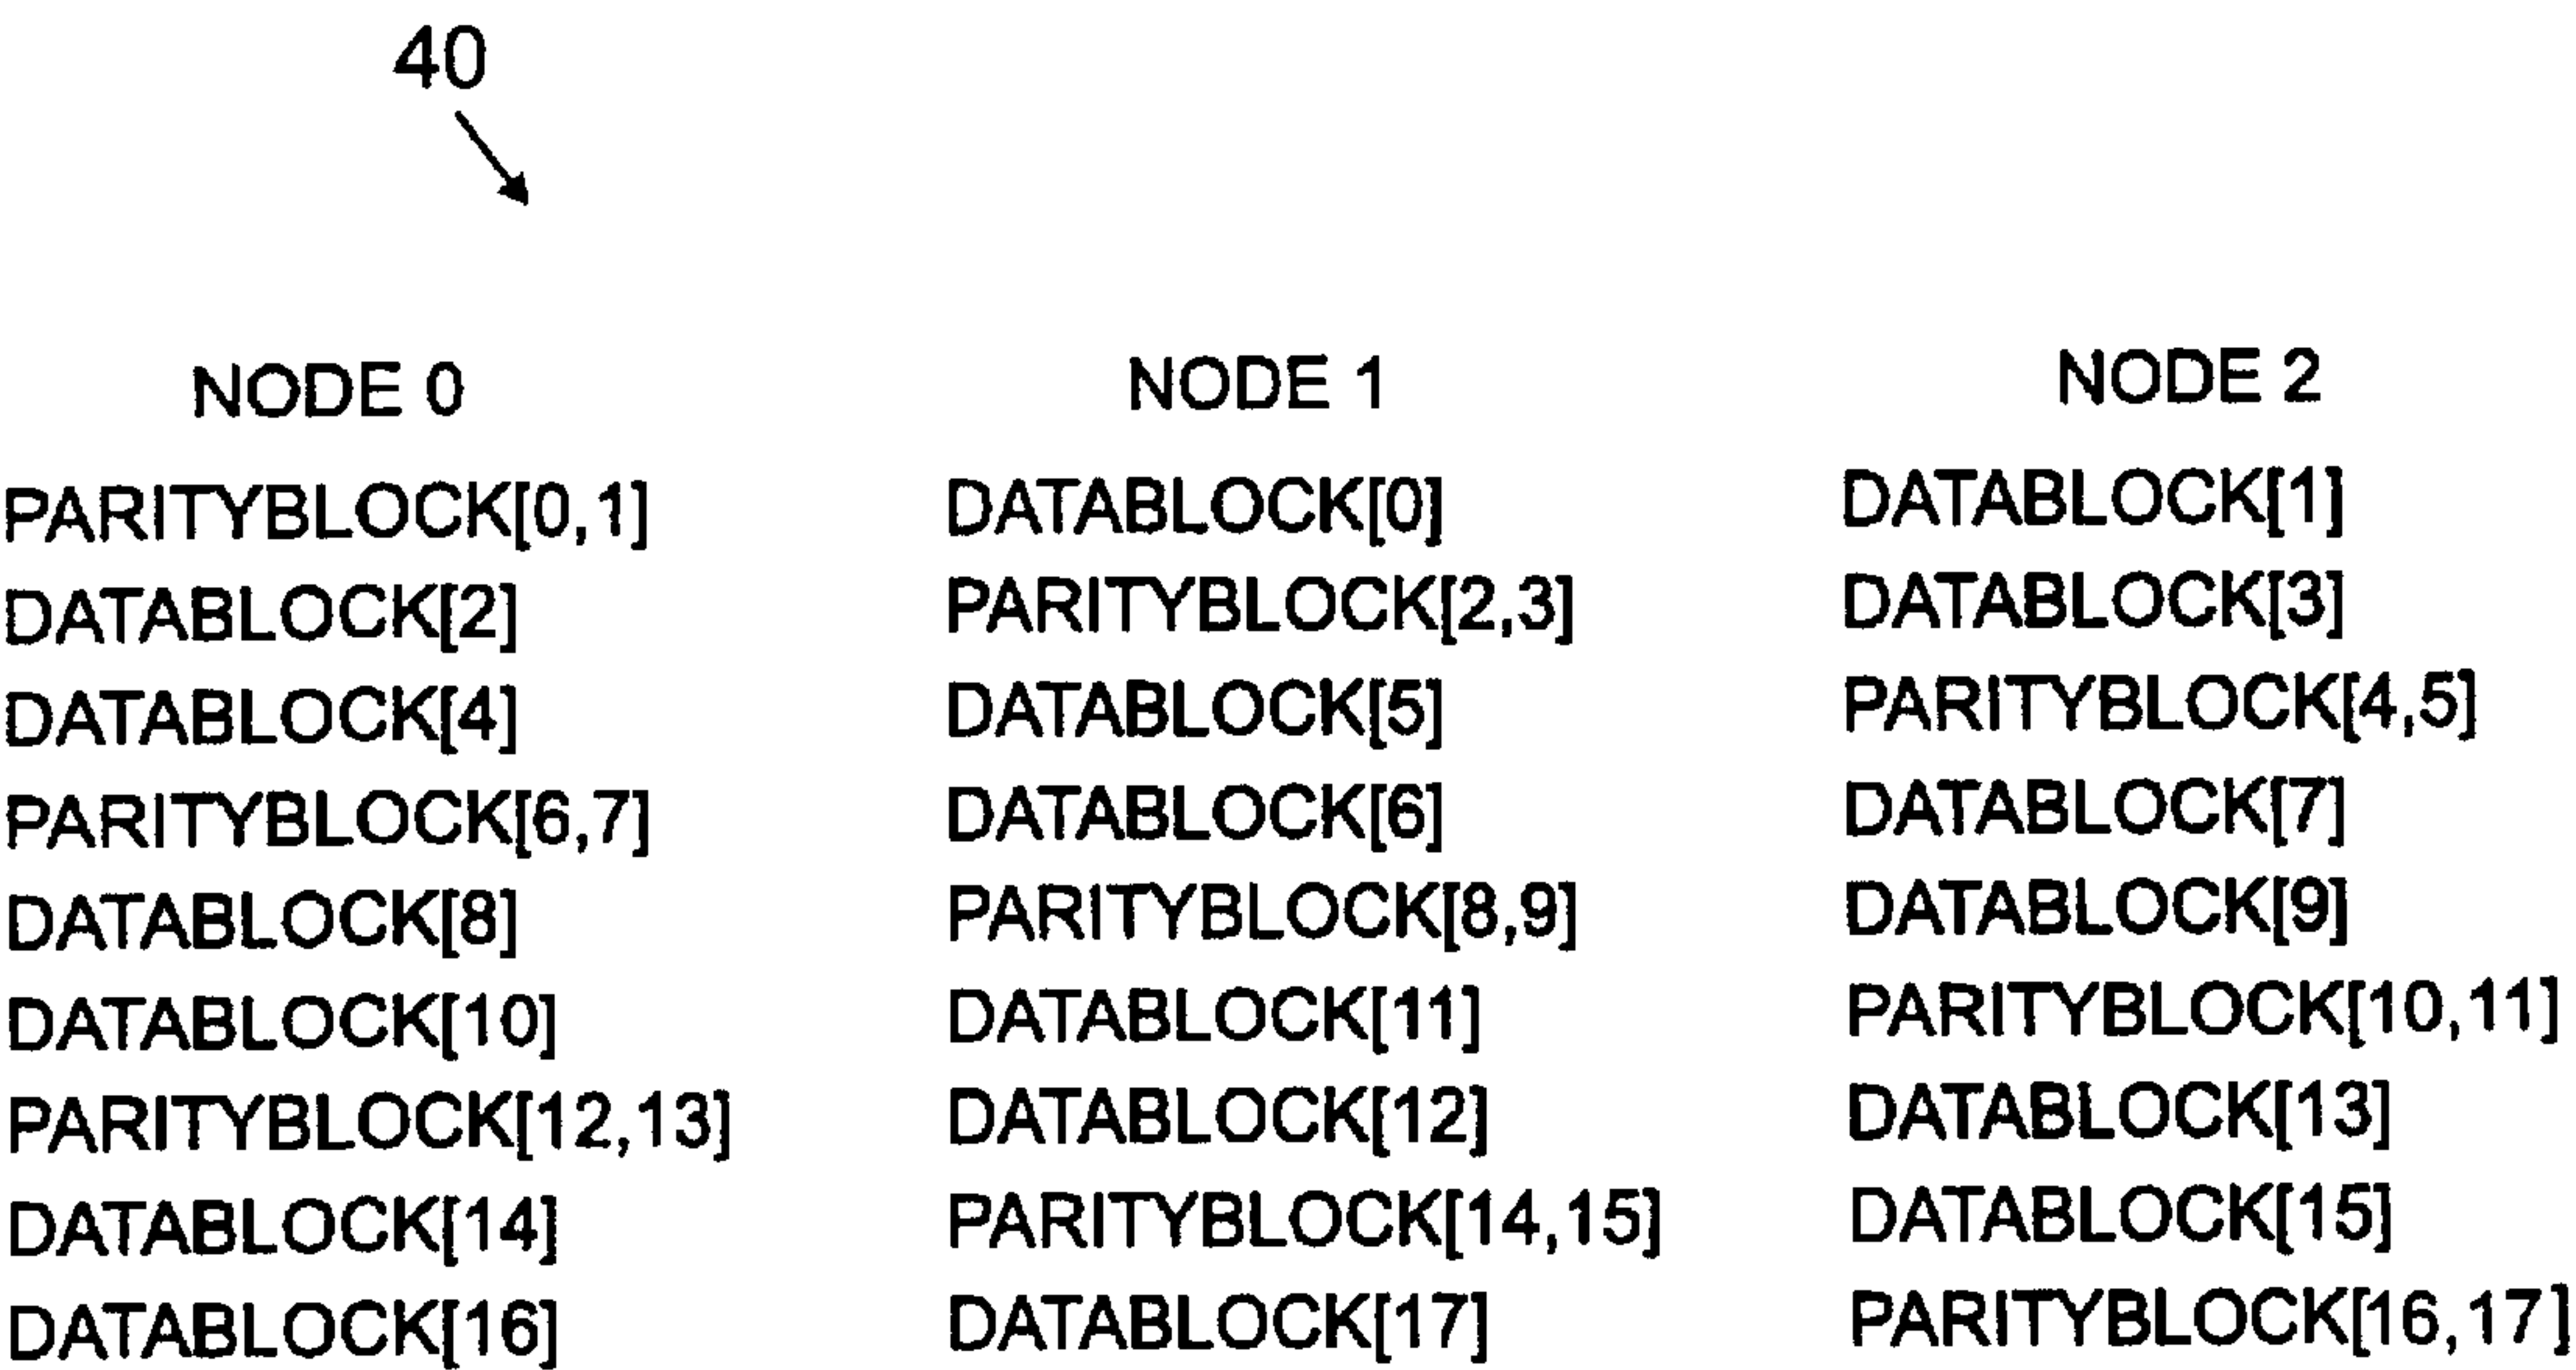 40
NODE 0 NODE 1 NODE 2
PARITYBLOCK[0,1] DATABLOCK[0] DATABLOCK[1]
DATABLOCK[2] PARITYBLOCK[2,3] DATABLOCK[3]
DATABLOCK[4] DATABLOCK[5] PARITYBLOCK[4,5]
PARITYBLOCK[6,7] DATABLOCK[6] DATABLOCK[7]
DATABLOCK[8] PARITYBLOCK[8,9] DATABLOCK[9]
DATABLOCK[10] DATABLOCK[11] PARITYBLOCK[10,11]
PARITYBLOCK[12,13] DATABLOCK[12] DATABLOCK[13]
DATABLOCK[14] PARITYBLOCK[14,15] DATABLOCK[15]
DATABLOCK[16] DATABLOCK[17] PARITYBLOCK[16,17]